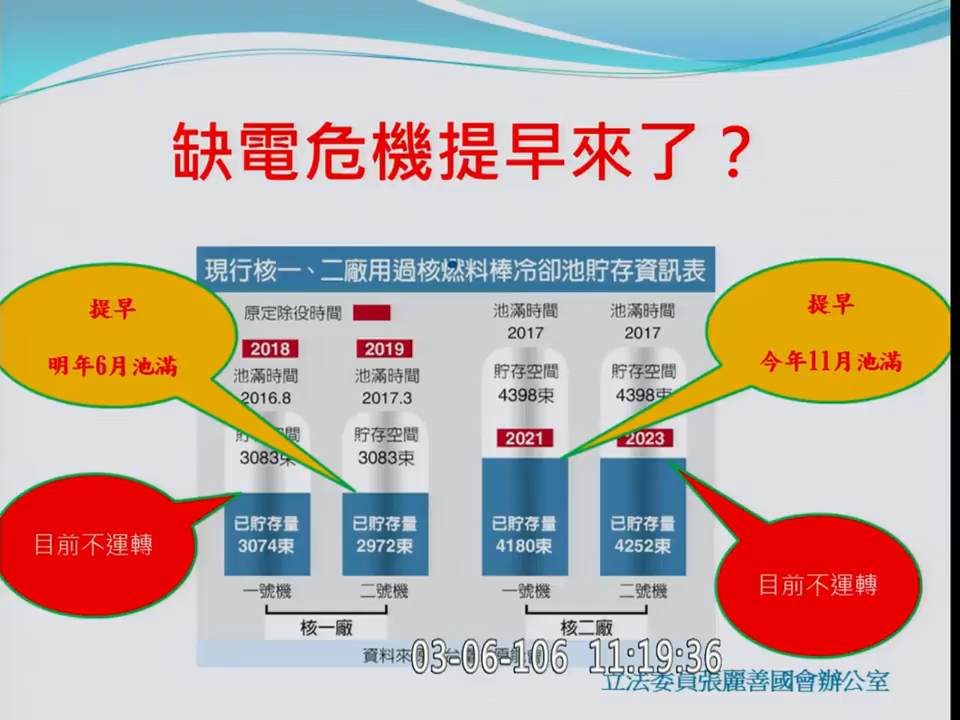 缺電危機提早來了？
現行核一、二廠用過核燃料棒冷卻池貯存資訊表
原定除役時間
提早
明年6月池滿
提早
今年11月池滿
2018
池滿時間
2016.8
貯存空間
3083束
已貯存量
3074束
一號機
2019
池滿時間
2017.3
貯存空間
3083束
已貯存量
2972束
二號機
核一廠
池滿時間
2017
貯存空間
4398束
2021
已貯存量
4180束
一號機
池滿時間
2017
貯存空間
4398束
2023
已貯存量
4252束
二號機
核二廠
目前不運轉
目前不運轉
資料來
03-06-106 11:19:36
立法委員張麗善國會辦公室